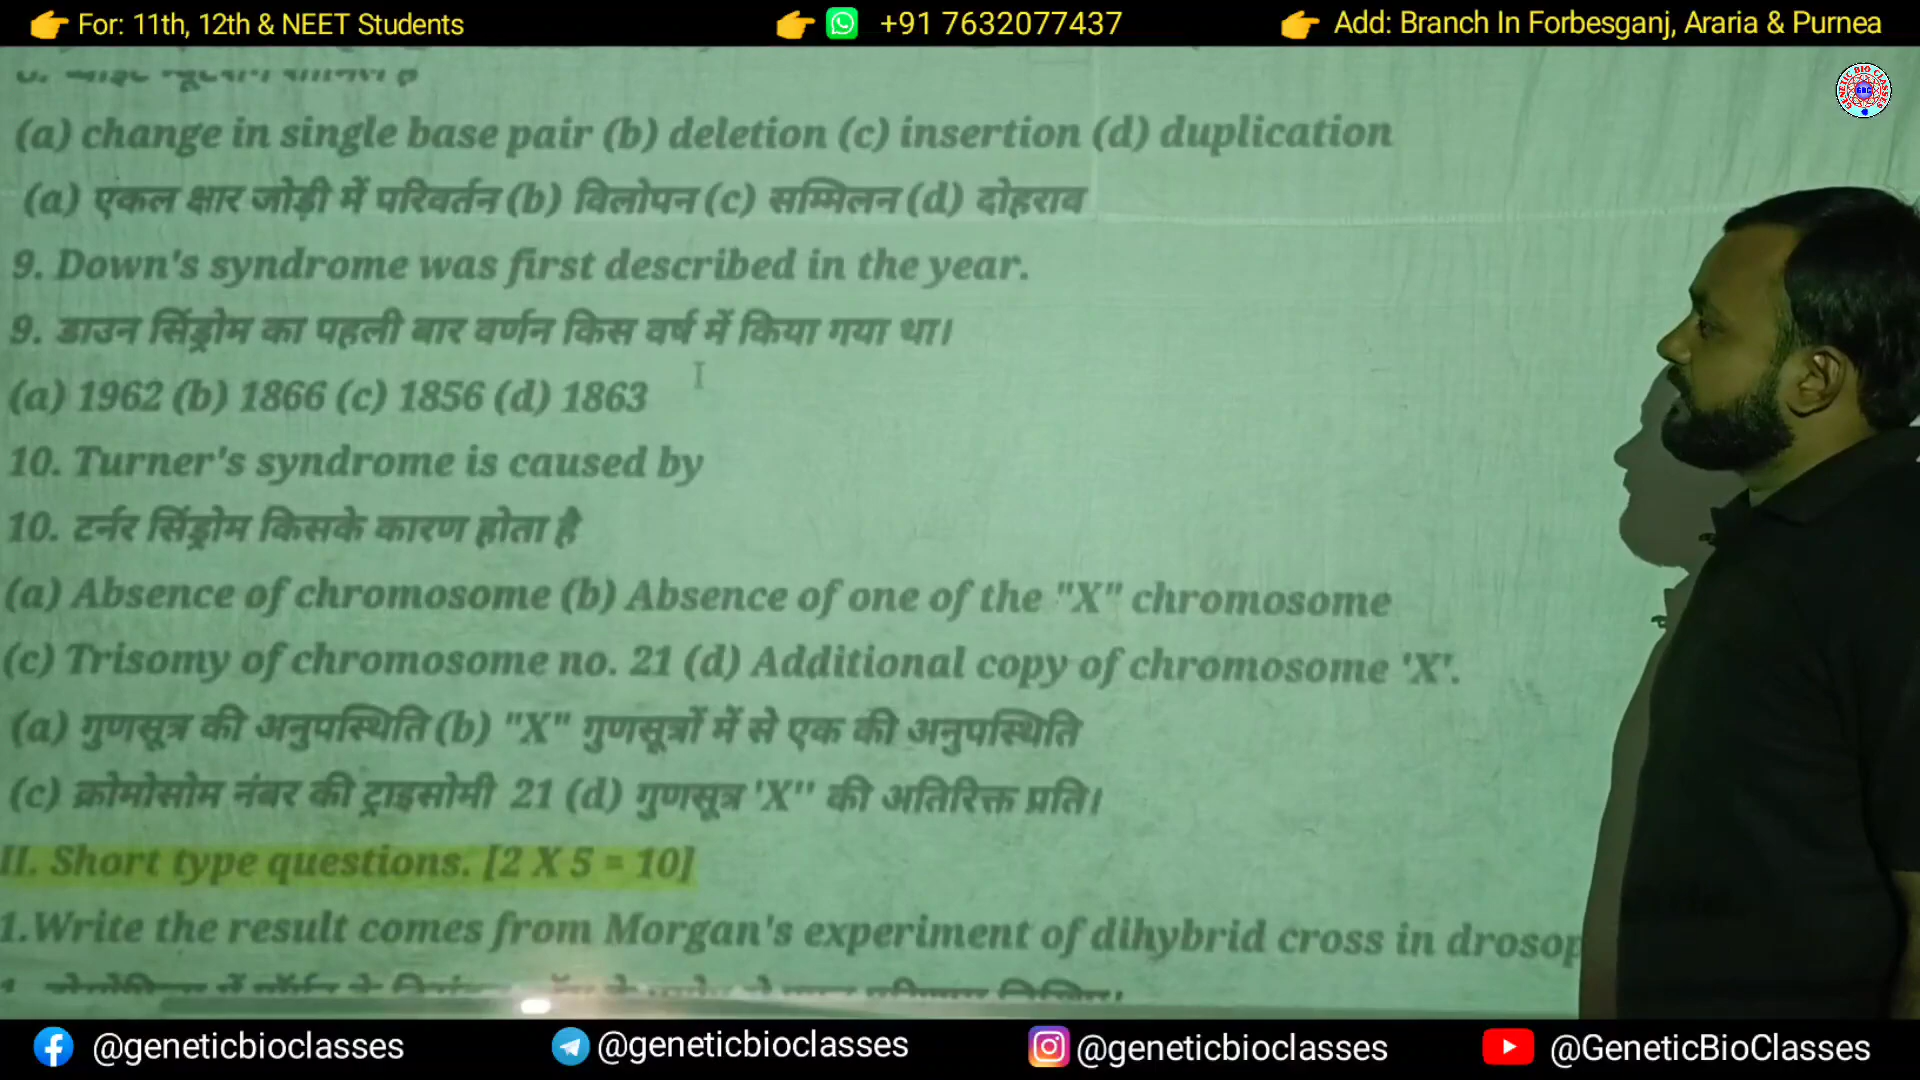 For: 11th, 12th & NEET Students
+91 7632077437
Add: Branch In Forbesganj, Araria & Purnea
GENETIC BIO CLASSES
GBC
(a) change in single base pair (b) deletion (c) insertion (d) duplication
(a) एकल क्षार जोड़ी में परिवर्तन (b) विलोपन (c) सम्मिलन (d) दोहराव
9. Down's syndrome was first described in the year.
9. डाउन सिंड्रोम का पहली बार वर्णन किस वर्ष में किया गया था।
(a) 1962 (b) 1866 (c) 1856 (d) 1863
10. Turner's syndrome is caused by
10. टर्नर सिंड्रोम किसके कारण होता है
(a) Absence of chromosome (b) Absence of one of the "X" chromosome
(c) Trisomy of chromosome no. 21 (d) Additional copy of chromosome 'X'.
(a) गुणसूत्र की अनुपस्थिति (b) "X" गुणसूत्रों में से एक की अनुपस्थिति
(c) क्रोमोसोम नंबर की ट्राइसोमी 21 (d) गुणसूत्र 'X" की अतिरिक्त प्रति।
II. Short type questions. [2 X 5 = 10]
1.Write the result comes from Morgan's experiment of dihybrid cross in drosop
@geneticbioclasses
@geneticbioclasses
@geneticbioclasses
@GeneticBioClasses